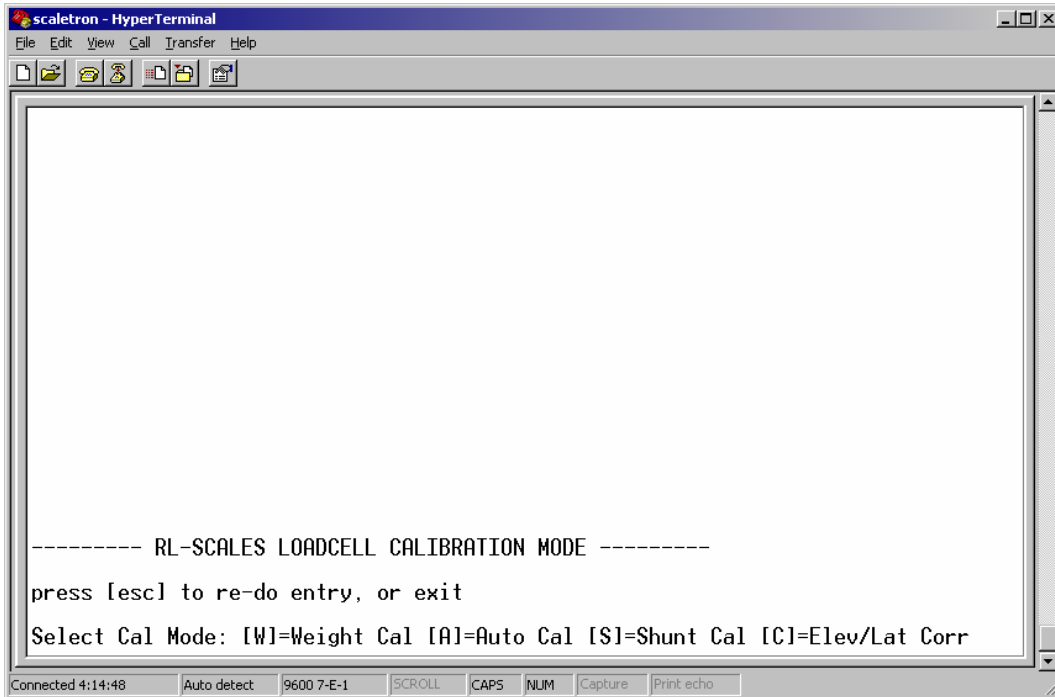 scaletron - HyperTerminal
File Edit View Call Transfer Help
--------- RL-SCALES LOADCELL CALIBRATION MODE ---------
press [esc] to re-do entry, or exit
Select Cal Mode: [W]=Weight Cal [A]=Auto Cal [S]=Shunt Cal [C]=Elev/Lat Corr
Connected 4:14:48 Auto detect 9600 7-E-1 SCROLL CAPS NUM Capture Print echo